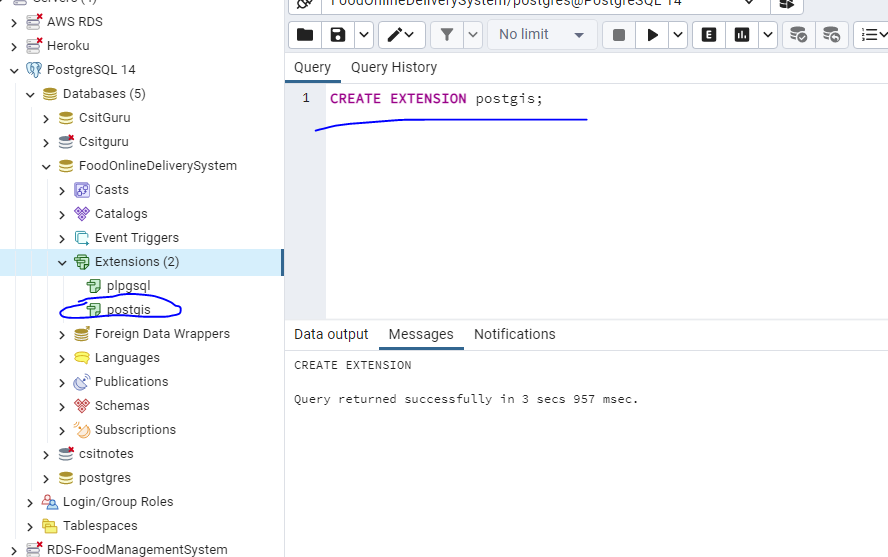 Servers (4)
AWS RDS
Heroku
PostgreSQL 14
Databases (5)
CsitGuru
Csitguru
FoodOnlineDeliverySystem
Casts
Catalogs
Event Triggers
Extensions (2)
plpgsql
postgis
Foreign Data Wrappers
Languages
Publications
Schemas
Subscriptions
csitnotes
postgres
Login/Group Roles
Tablespaces
RDS-FoodManagementSystem
FoodOnlineDeliverySystem/postgres@PostgreSQL 14
No limit
E
Query Query History
1 CREATE EXTENSION postgis;
Data output Messages Notifications
CREATE EXTENSION
Query returned successfully in 3 secs 957 msec.